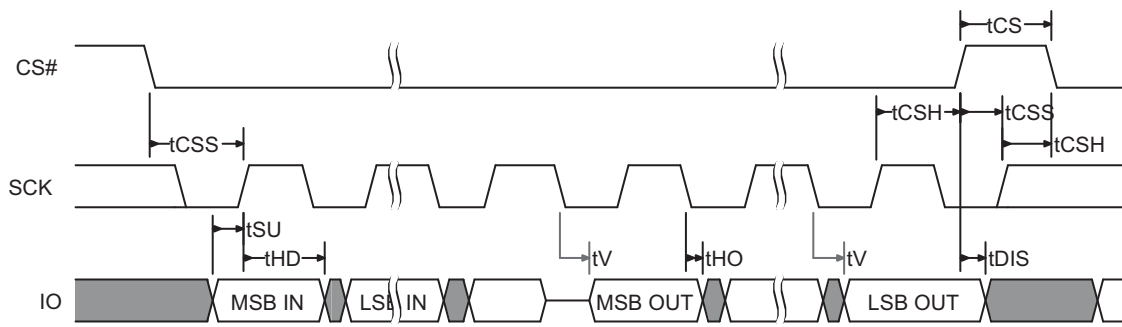 tCS
CS#
tCSH
tCSS
tCSS
tCSH
SCK
tSU
tHD
tV
tHO
tV
tDIS
IO
MSB IN
LSB IN
MSB OUT
LSB OUT